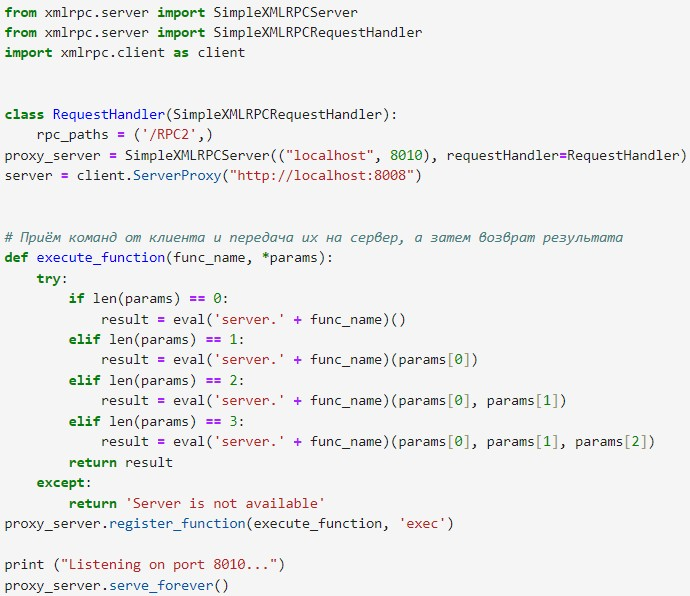 from xmlrpc.server import SimpleXMLRPCServer
from xmlrpc.server import SimpleXMLRPCRequestHandler
import xmlrpc.client as client


class RequestHandler(SimpleXMLRPCRequestHandler):
    rpc_paths = ('/RPC2',)
proxy_server = SimpleXMLRPCServer(("localhost", 8010), requestHandler=RequestHandler)
server = client.ServerProxy("http://localhost:8008")


# Приём команд от клиента и передача их на сервер, а затем возврат результата
def execute_function(func_name, *params):
    try:
        if len(params) == 0:
            result = eval('server.' + func_name)()
        elif len(params) == 1:
            result = eval('server.' + func_name)(params[0])
        elif len(params) == 2:
            result = eval('server.' + func_name)(params[0], params[1])
        elif len(params) == 3:
            result = eval('server.' + func_name)(params[0], params[1], params[2])
        return result
    except:
        return 'Server is not available'
proxy_server.register_function(execute_function, 'exec')

print ("Listening on port 8010...")
proxy_server.serve_forever()